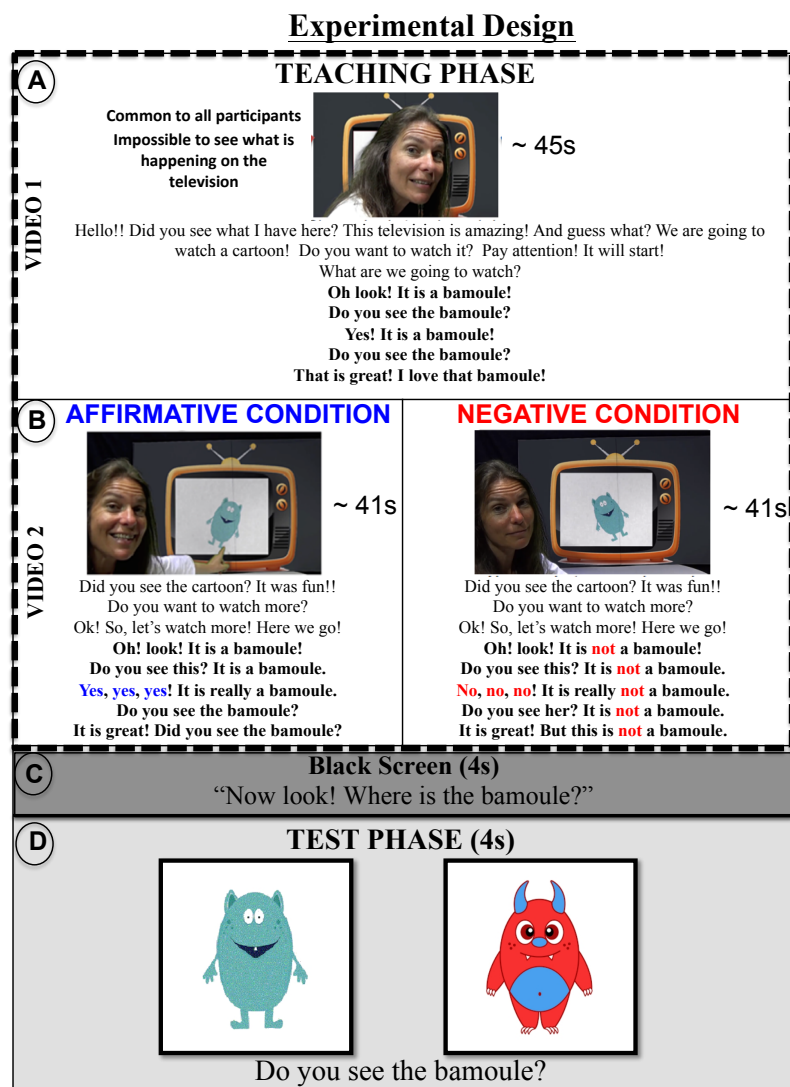 Experimental Design
A
TEACHING PHASE
Common to all participants
Impossible to see what is
happening on the
television
~ 45s
VIDEO 1
Hello!! Did you see what I have here? This television is amazing! And guess what? We are going to
watch a cartoon! Do you want to watch it? Pay attention! It will start!
What are we going to watch?
Oh look! It is a bamoule!
Do you see the bamoule?
Yes! It is a bamoule!
Do you see the bamoule?
That is great! I love that bamoule!
B
VIDEO 2
AFFIRMATIVE CONDITION
~ 41s
Did you see the cartoon? It was fun!!
Do you want to watch more?
Ok! So, let's watch more! Here we go!
Oh! look! It is a bamoule!
Do you see this? It is a bamoule.
Yes, yes, yes! It is really a bamoule.
Do you see the bamoule?
It is great! Did you see the bamoule?
NEGATIVE CONDITION
~ 41s
Did you see the cartoon? It was fun!!
Do you want to watch more?
Ok! So, let's watch more! Here we go!
Oh! look! It is not a bamoule!
Do you see this? It is not a bamoule.
No, no, no! It is really not a bamoule.
Do you see her? It is not a bamoule.
It is great! But this is not a bamoule.
C
Black Screen (4s)
“Now look! Where is the bamoule?”
D
TEST PHASE (4s)
Do you see the bamoule?